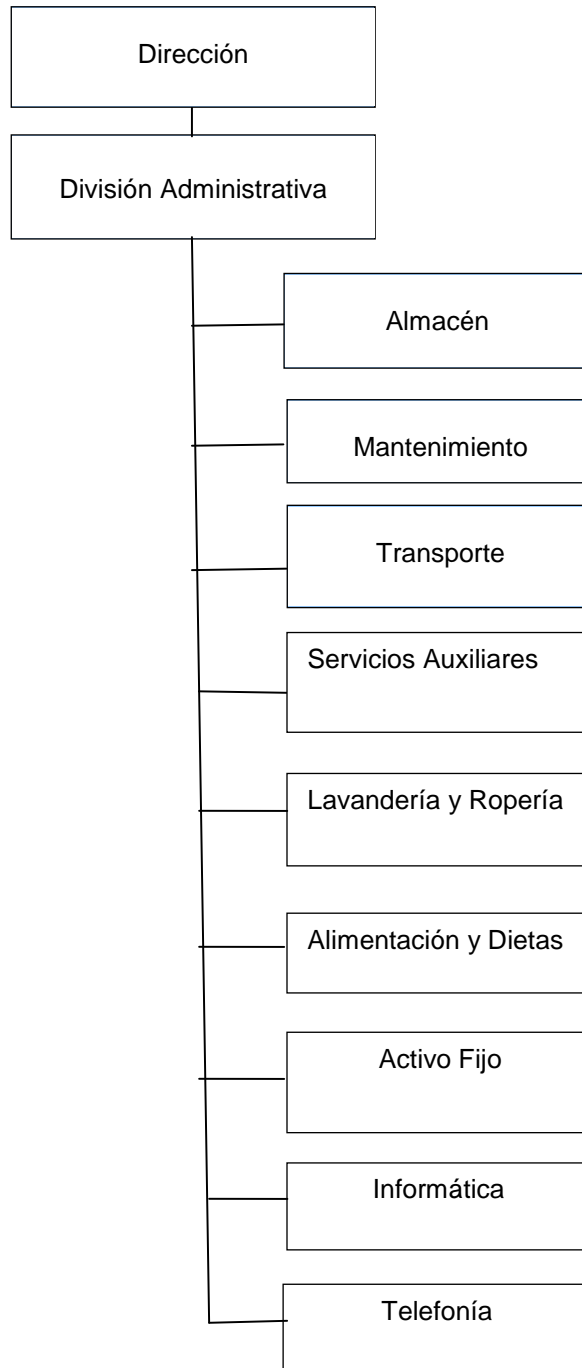 Dirección
División Administrativa
Almacén
Mantenimiento
Transporte
Servicios Auxiliares
Lavandería y Ropería
Alimentación y Dietas
Activo Fijo
Informática
Telefonía